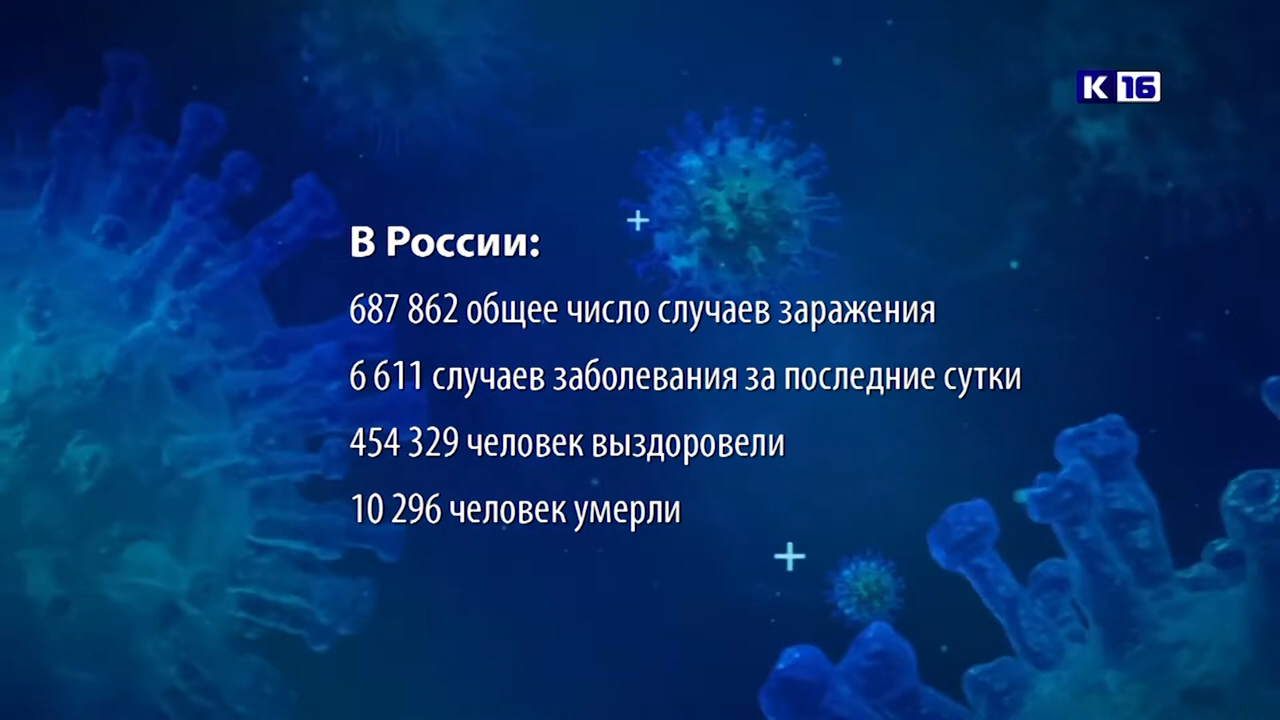 К 16
В России:
687 862 общее число случаев заражения
6 611 случаев заболевания за последние сутки
454 329 человек выздоровели
10 296 человек умерли